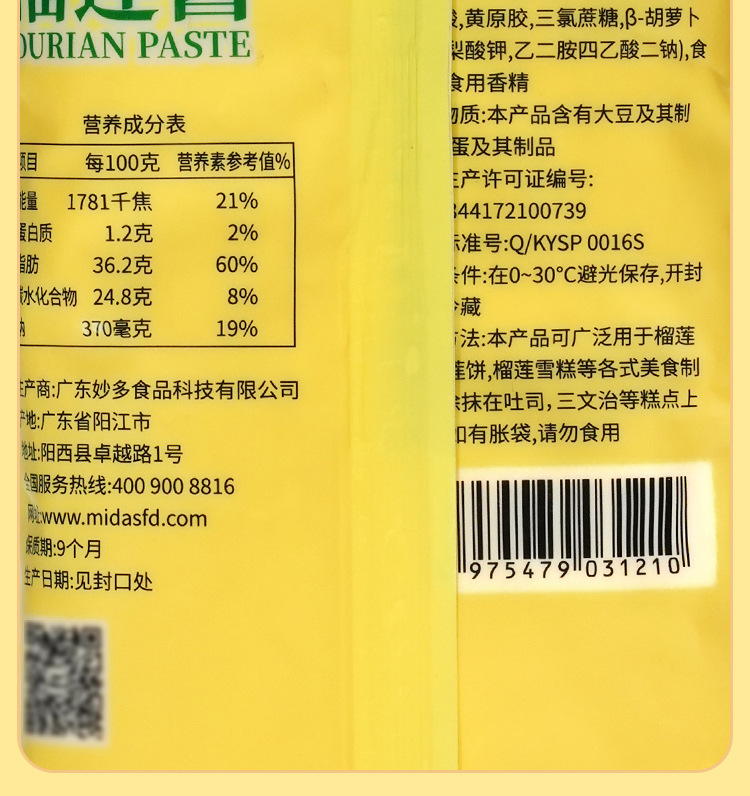 榴莲酱
DURIAN PASTE
营养成分表
项目 每100克 营养素参考值%
能量 1781千焦 21%
蛋白质 1.2克 2%
脂肪 36.2克 60%
碳水化合物 24.8克 8%
钠 370毫克 19%
生产商:广东妙多食品科技有限公司
产地:广东省阳江市
地址:阳西县卓越路1号
全国服务热线:400 900 8816
网址:www.midasfd.com
保质期:9个月
生产日期:见封口处
,黄原胶,三氯蔗糖,β-胡萝卜
梨酸钾,乙二胺四乙酸二钠),食
食用香精
物质:本产品含有大豆及其制
蛋及其制品
生产许可证编号:
344172100739
标准号:Q/KYSP 0016S
条件:在0~30°C避光保存,开封
冷藏
方法:本产品可广泛用于榴莲
莲饼,榴莲雪糕等各式美食制
涂抹在吐司,三文治等糕点上
如有胀袋,请勿食用
975479 031210